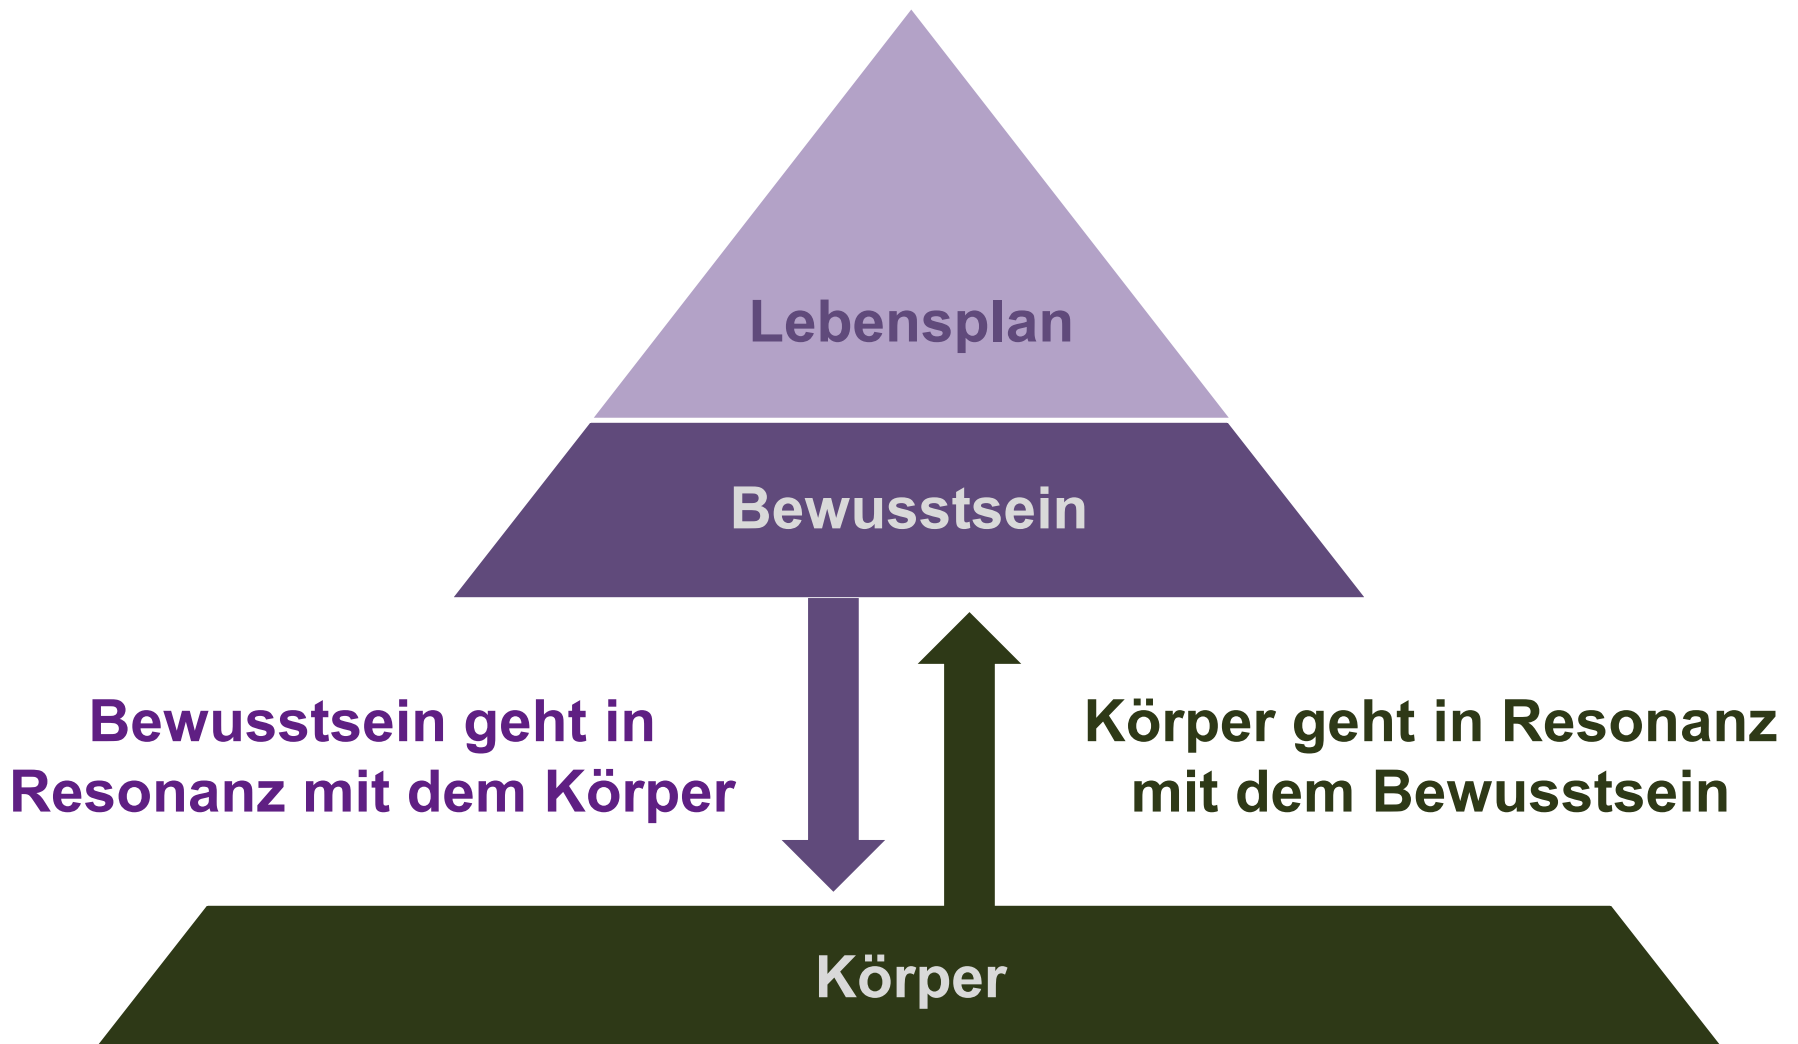 Lebensplan
Bewusstsein
Bewusstsein geht in
Resonanz mit dem Körper
Körper geht in Resonanz
mit dem Bewusstsein
Körper